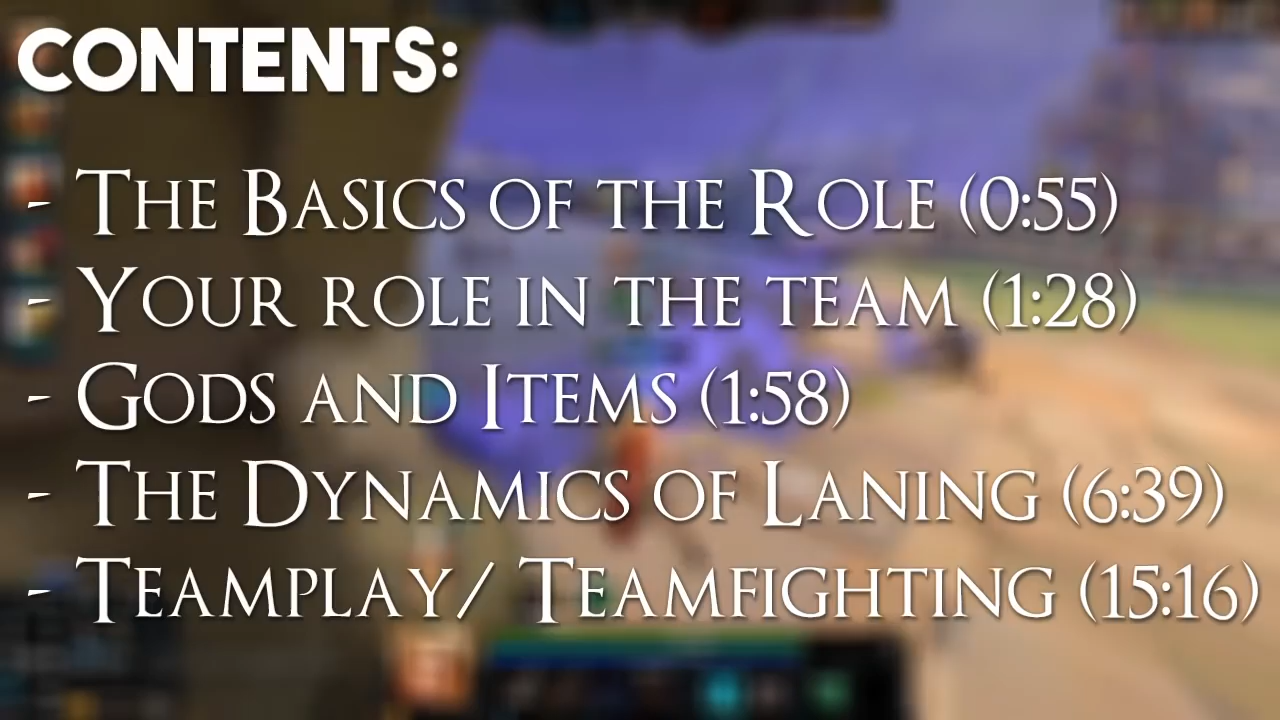 CONTENTS:
- The Basics of the Role (0:55)
- Your role in the team (1:28)
- Gods and Items (1:58)
- The Dynamics of Laning (6:39)
- Teamplay/ Teamfighting (15:16)